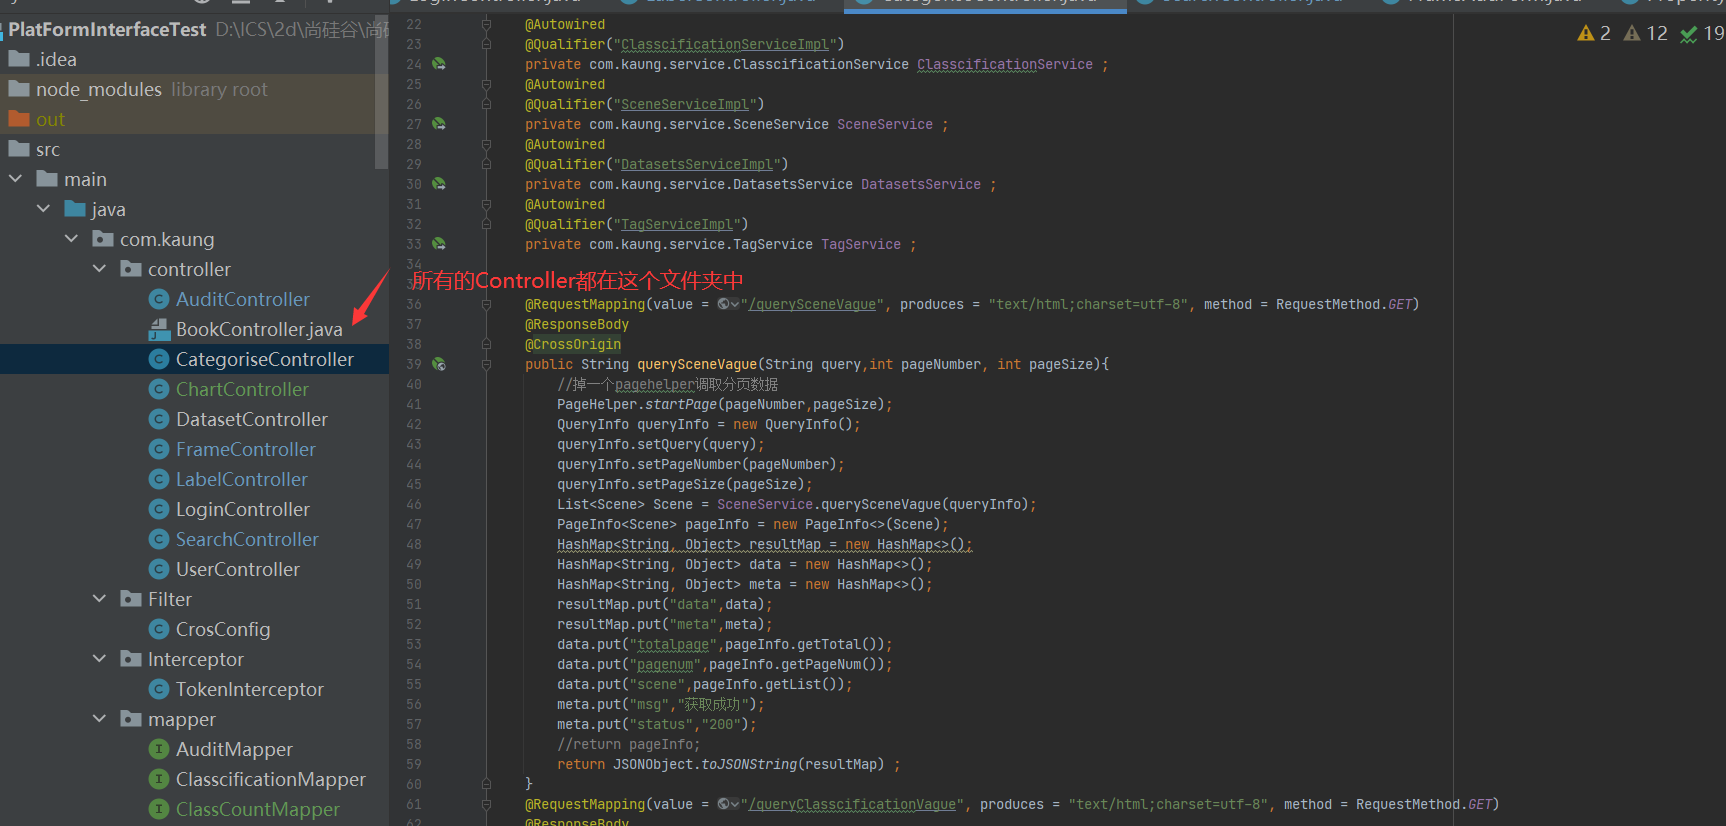 PlatFormInterfaceTest D:\ICS\2d\尚硅谷\尚硅
.idea
node_modules library root
out
src
main
java
com.kaung
controller
AuditController
BookController.java
CategoriseController
ChartController
DatasetController
FrameController
LabelController
LoginController
SearchController
UserController
Filter
CrosConfig
Interceptor
TokenInterceptor
mapper
AuditMapper
ClasscificationMapper
ClassCountMapper
2 12 19
22 @Autowired
23 @Qualifier("ClasscificationServiceImpl")
24 private com.kaung.service.ClasscificationService ClasscificationService ;
25 @Autowired
26 @Qualifier("SceneServiceImpl")
27 private com.kaung.service.SceneService SceneService ;
28 @Autowired
29 @Qualifier("DatasetsServiceImpl")
30 private com.kaung.service.DatasetsService DatasetsService ;
31 @Autowired
32 @Qualifier("TagServiceImpl")
33 private com.kaung.service.TagService TagService ;
34
所有的Controller都在这个文件夹中
36 @RequestMapping(value = "/querySceneVague", produces = "text/html;charset=utf-8", method = RequestMethod.GET)
37 @ResponseBody
38 @CrossOrigin
39 public String querySceneVague(String query,int pageNumber, int pageSize){
40 //掉一个pagehelper调取分页数据
41 PageHelper.startPage(pageNumber,pageSize);
42 QueryInfo queryInfo = new QueryInfo();
43 queryInfo.setQuery(query);
44 queryInfo.setPageNumber(pageNumber);
45 queryInfo.setPageSize(pageSize);
46 List<Scene> Scene = SceneService.querySceneVague(queryInfo);
47 PageInfo<Scene> pageInfo = new PageInfo<>(Scene);
48 HashMap<String, Object> resultMap = new HashMap<>();
49 HashMap<String, Object> data = new HashMap<>();
50 HashMap<String, Object> meta = new HashMap<>();
51 resultMap.put("data",data);
52 resultMap.put("meta",meta);
53 data.put("totalpage",pageInfo.getTotal());
54 data.put("pagenum",pageInfo.getPageNum());
55 data.put("scene",pageInfo.getList());
56 meta.put("msg","获取成功");
57 meta.put("status","200");
58 //return pageInfo;
59 return JSONObject.toJSONString(resultMap) ;
60 }
61 @RequestMapping(value = "/queryClasscificationVague", produces = "text/html;charset=utf-8", method = RequestMethod.GET)
62 @ResponseBody